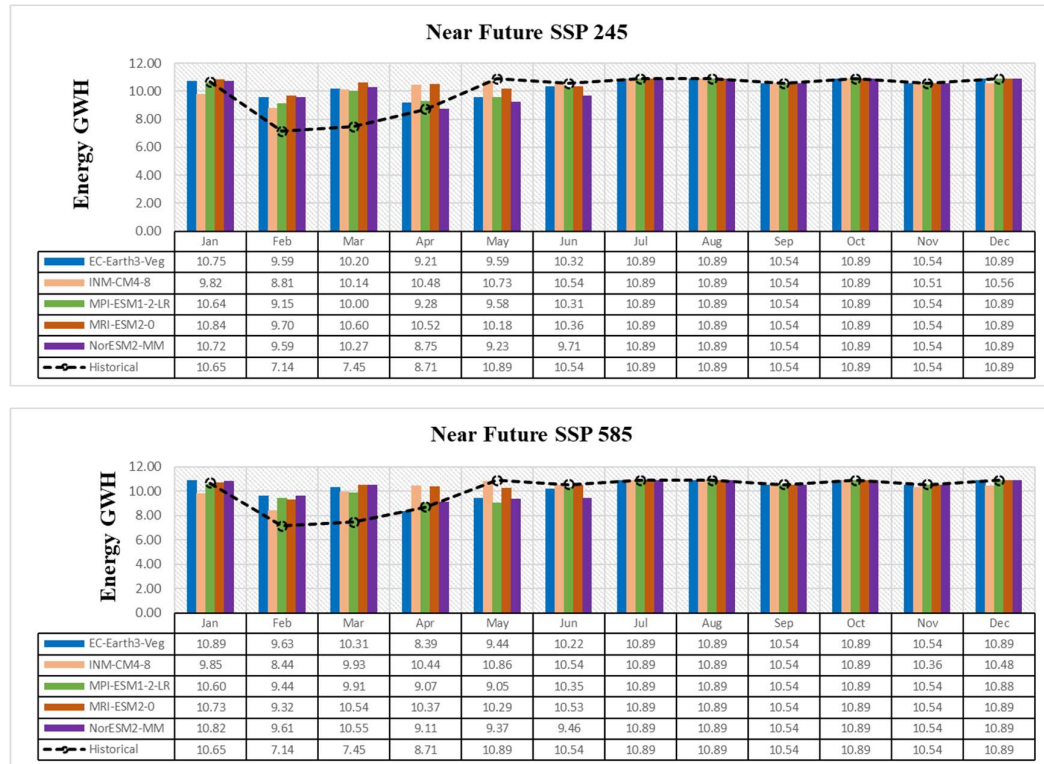 Near Future SSP 245
Energy GWH
12.00
10.00
8.00
6.00
4.00
2.00
0.00
Jan Feb Mar Apr May Jun Jul Aug Sep Oct Nov Dec
EC-Earth3-Veg 10.75 9.59 10.20 9.21 9.59 10.32 10.89 10.89 10.54 10.89 10.54 10.89
INM-CM4-8 9.82 8.81 10.14 10.48 10.73 10.54 10.89 10.89 10.54 10.89 10.51 10.56
MPI-ESM1-2-LR 10.64 9.15 10.00 9.28 9.58 10.31 10.89 10.89 10.54 10.89 10.54 10.89
MRI-ESM2-0 10.84 9.70 10.60 10.52 10.18 10.36 10.89 10.89 10.54 10.89 10.54 10.89
NorESM2-MM 10.72 9.59 10.27 8.75 9.23 9.71 10.89 10.89 10.54 10.89 10.54 10.89
Historical 10.65 7.14 7.45 8.71 10.89 10.54 10.89 10.89 10.54 10.89 10.54 10.89
Near Future SSP 585
Energy GWH
12.00
10.00
8.00
6.00
4.00
2.00
0.00
Jan Feb Mar Apr May Jun Jul Aug Sep Oct Nov Dec
EC-Earth3-Veg 10.89 9.63 10.31 8.39 9.44 10.22 10.89 10.89 10.54 10.89 10.54 10.89
INM-CM4-8 9.85 8.44 9.93 10.44 10.86 10.54 10.89 10.89 10.54 10.89 10.36 10.48
MPI-ESM1-2-LR 10.60 9.44 9.91 9.07 9.05 10.35 10.89 10.89 10.54 10.89 10.54 10.88
MRI-ESM2-0 10.73 9.32 10.54 10.37 10.29 10.53 10.89 10.89 10.54 10.89 10.54 10.89
NorESM2-MM 10.82 9.61 10.55 9.11 9.37 9.46 10.89 10.89 10.54 10.89 10.54 10.89
Historical 10.65 7.14 7.45 8.71 10.89 10.54 10.89 10.89 10.54 10.89 10.54 10.89